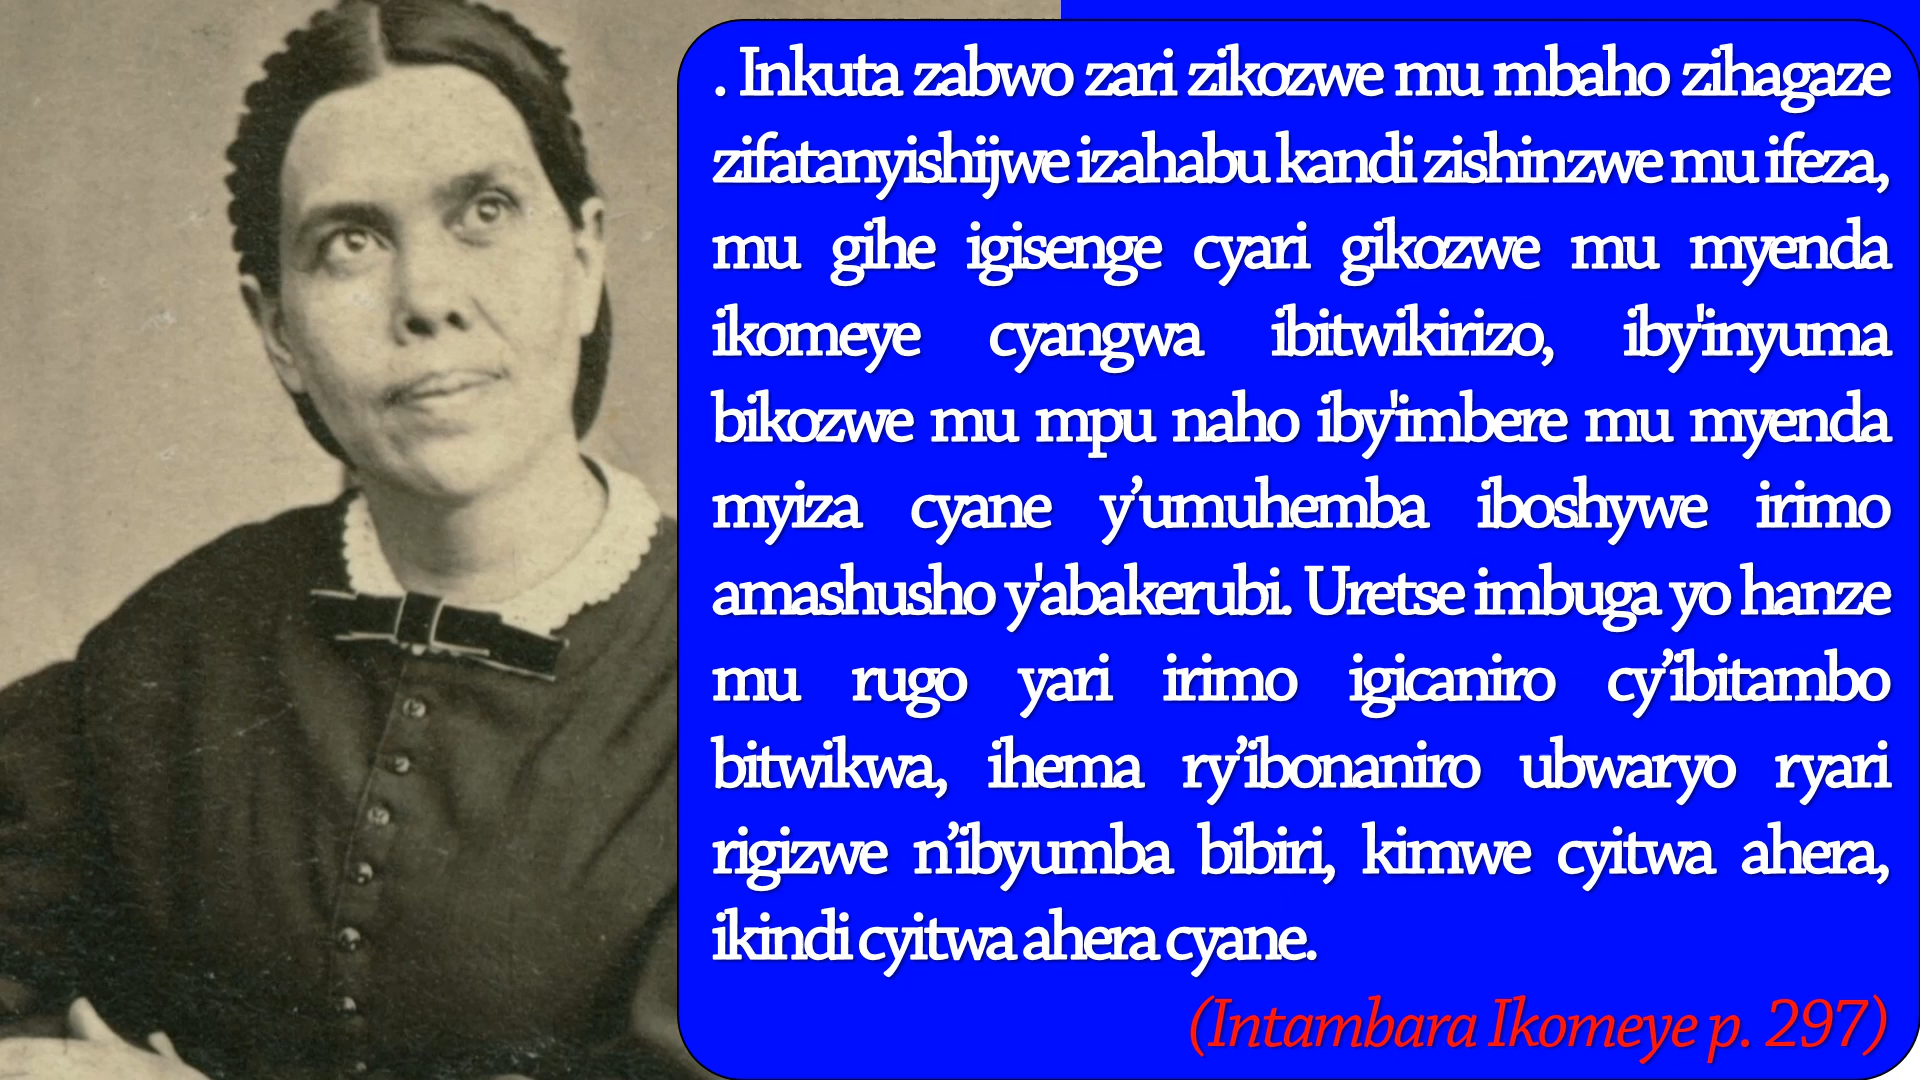 . Inkuta zabwo zari zikozwe mu mbaho zihagaze
zifatanyishijwe izahabu kandi zishinzwe mu ifeza,
mu gihe igisenge cyari gikozwe mu myenda
ikomeye cyangwa ibitwikirizo, iby'inyuma
bikozwe mu mpu naho iby'imbere mu myenda
myiza cyane y’umuhemba iboshywe irimo
amashusho y'abakerubi. Uretse imbuga yo hanze
mu rugo yari irimo igicaniro cy’ibitambo
bitwikwa, ihema ry’ibonaniro ubwaryo ryari
rigizwe n’ibyumba bibiri, kimwe cyitwa ahera,
ikindi cyitwa ahera cyane.
(Intambara Ikomeye p. 297)